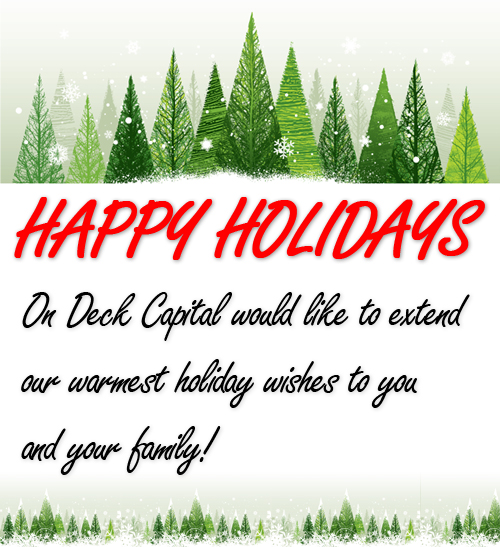 HAPPY HOLIDAYS
On Deck Capital would like to extend
our warmest holiday wishes to you
and your family!